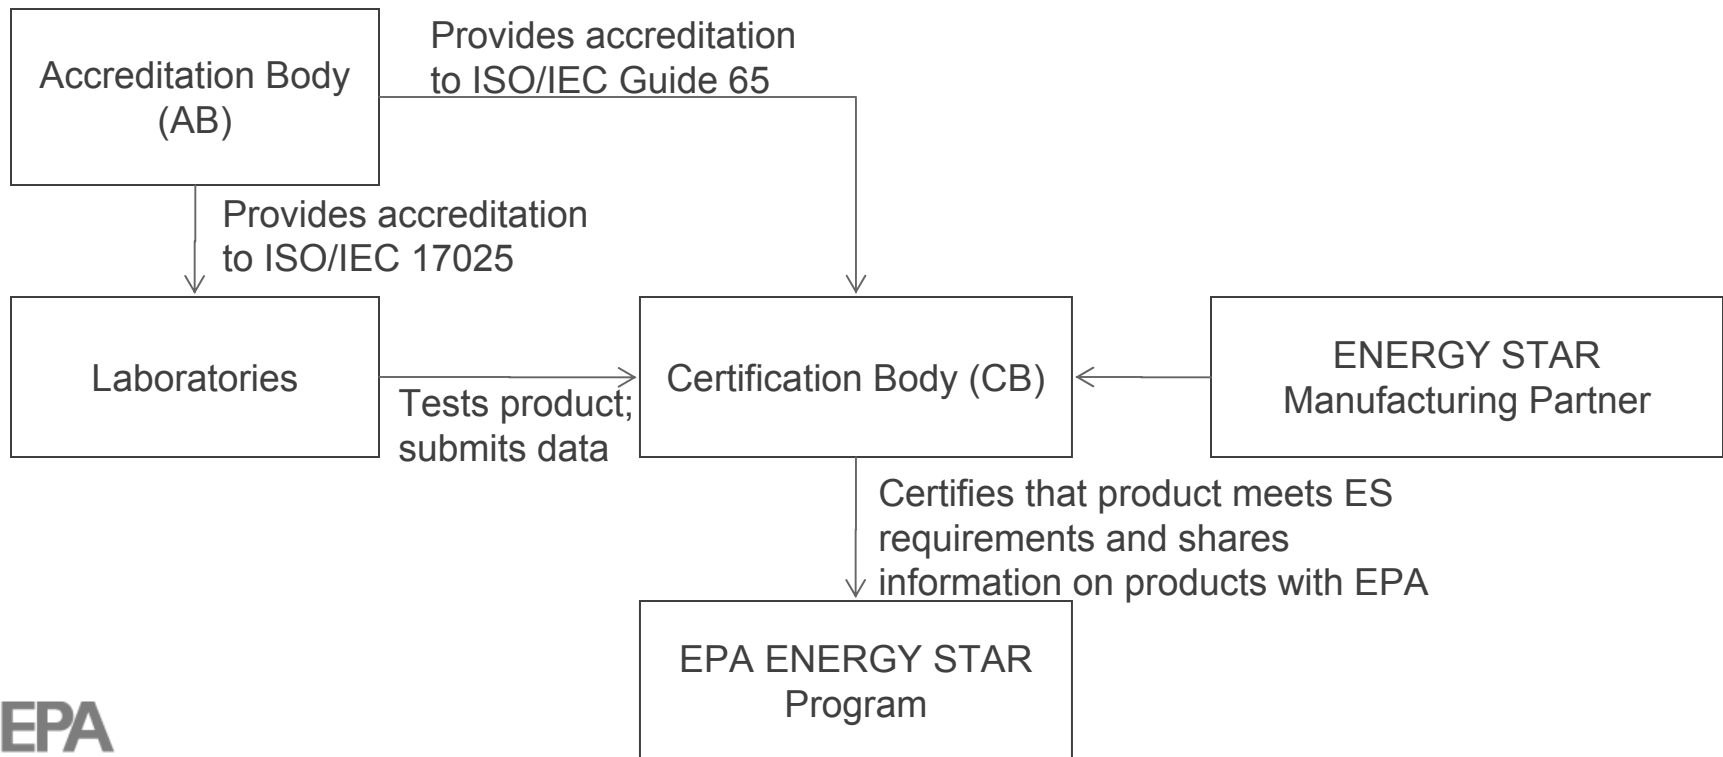 Accreditation Body
(AB)
Provides accreditation
to ISO/IEC Guide 65
Provides accreditation
to ISO/IEC 17025
Laboratories
Tests product;
submits data
Certification Body (CB)
ENERGY STAR
Manufacturing Partner
Certifies that product meets ES
requirements and shares
information on products with EPA
EPA ENERGY STAR
Program
EPA